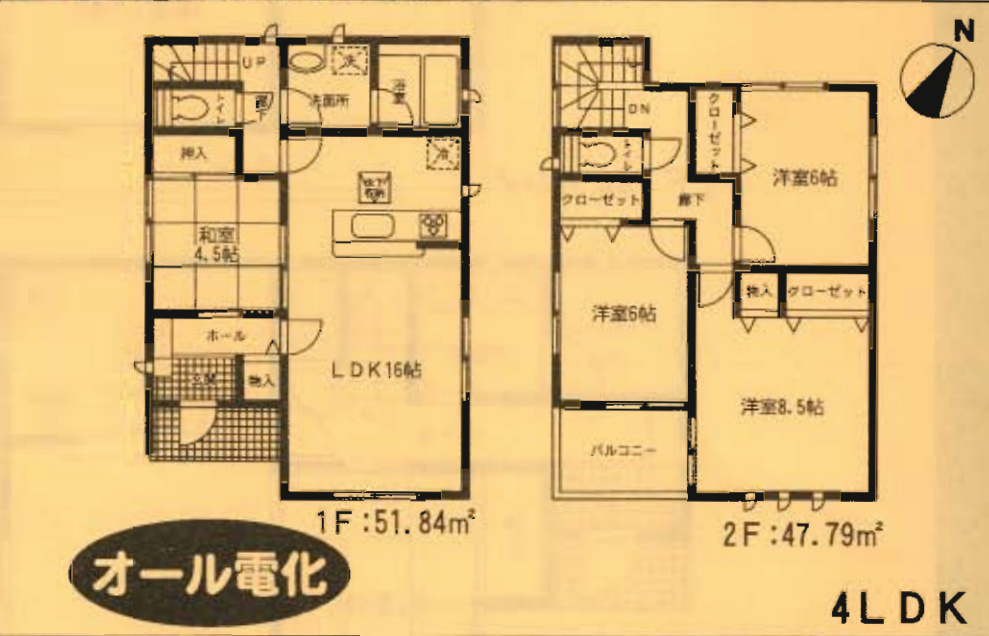 N
UP
洗
トイレ
廊下
洗面所
浴室
押入
冷
床下収納
和室
4.5帖
ホール
玄関
物入
LDK16帖
1F:51.84m²
DN
クローゼット
トイレ
洋室6帖
クローゼット
廊下
物入
クローゼット
洋室6帖
洋室8.5帖
バルコニー
2F:47.79m²
オール電化
4LDK